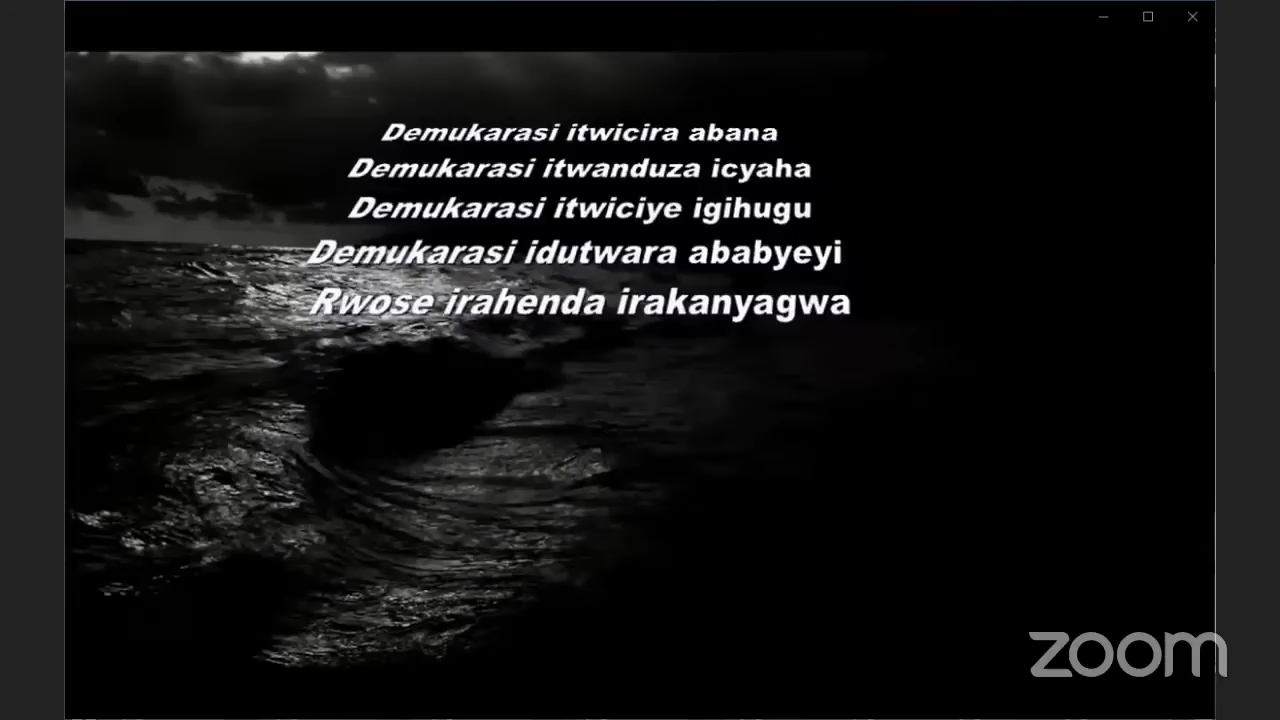 Demukarasi itwicira abana
Demukarasi itwanduza icyaha
Demukarasi itwiciye igihugu
Demukarasi idutwara ababyeyi
Rwose irahenda irakanyagwa
zoom